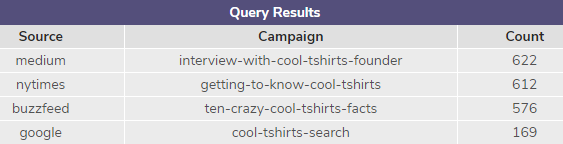 Query Results
Source Campaign Count
medium interview-with-cool-tshirts-founder 622
nytimes getting-to-know-cool-tshirts 612
buzzfeed ten-crazy-cool-tshirts-facts 576
google cool-tshirts-search 169